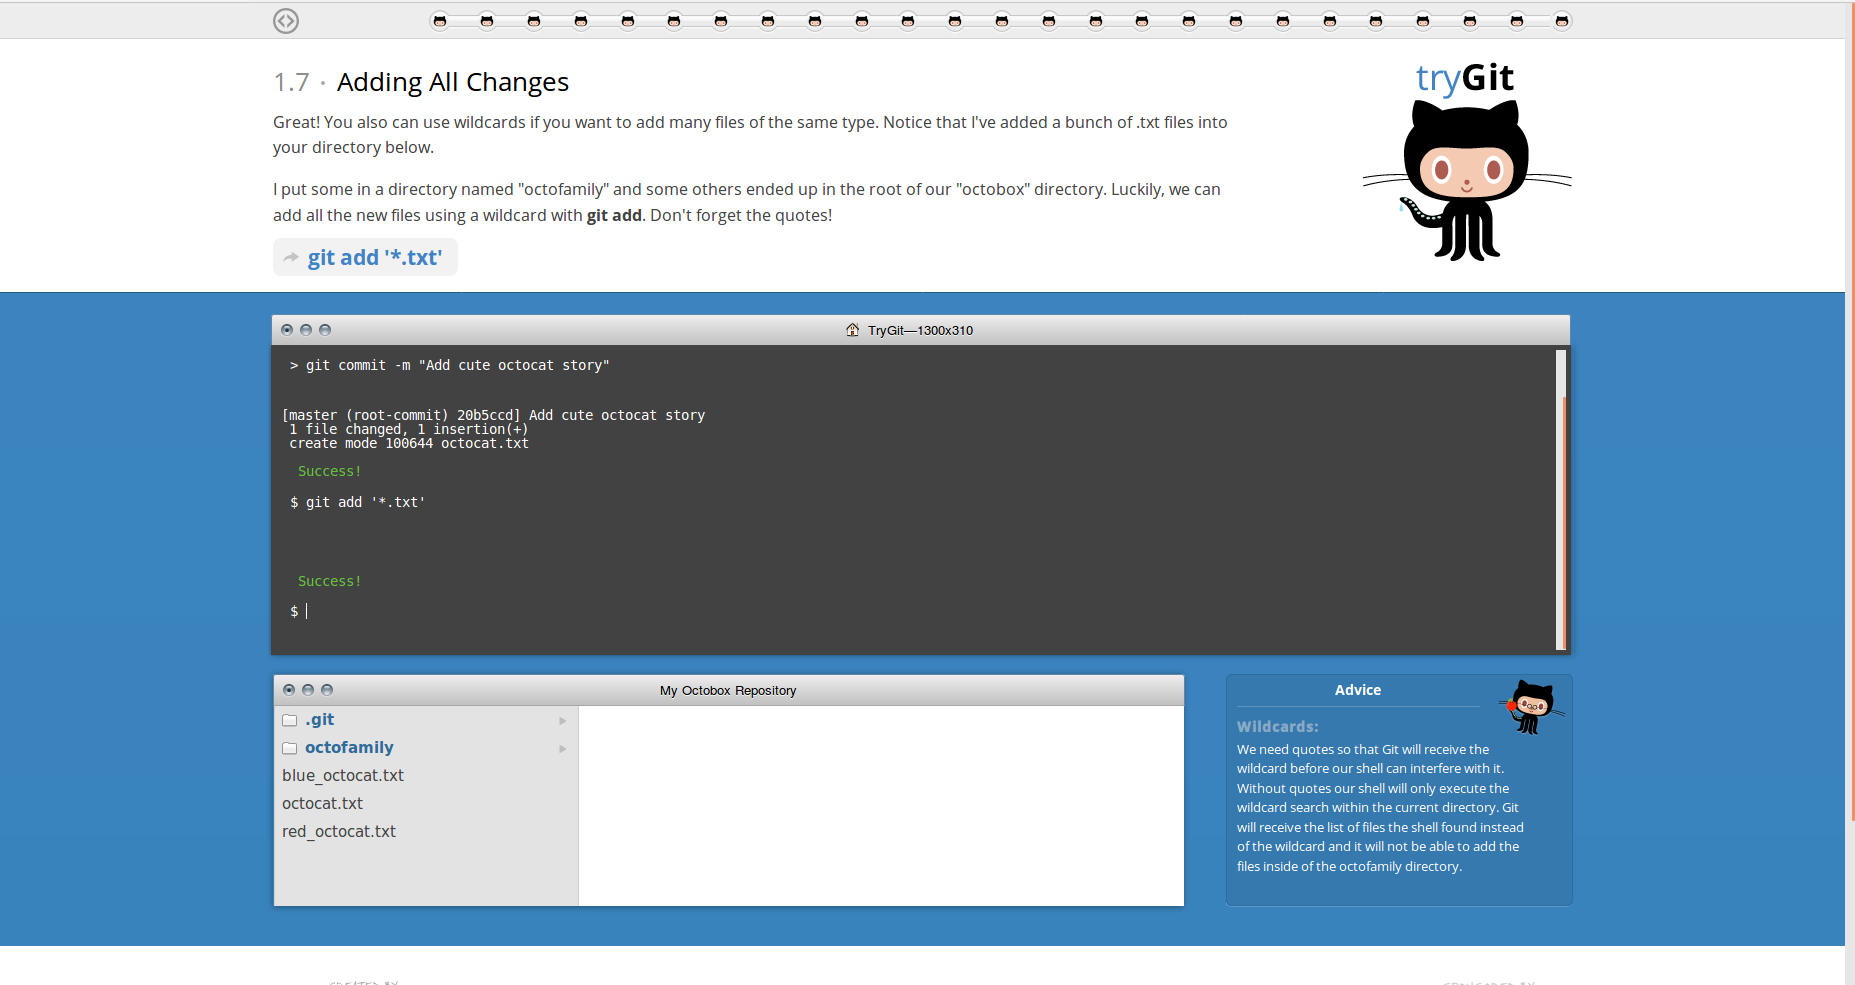 1.7 · Adding All Changes
tryGit
Great! You also can use wildcards if you want to add many files of the same type. Notice that I've added a bunch of .txt files into
your directory below.
I put some in a directory named "octofamily" and some others ended up in the root of our "octobox" directory. Luckily, we can
add all the new files using a wildcard with git add. Don't forget the quotes!
git add '*.txt'
TryGit—1300x310
> git commit -m "Add cute octocat story"
[master (root-commit) 20b5ccd] Add cute octocat story
1 file changed, 1 insertion(+)
create mode 100644 octocat.txt
Success!
$ git add '*.txt'
Success!
$
My Octobox Repository
.git
octofamily
blue_octocat.txt
octocat.txt
red_octocat.txt
Advice
Wildcards:
We need quotes so that Git will receive the
wildcard before our shell can interfere with it.
Without quotes our shell will only execute the
wildcard search within the current directory. Git
will receive the list of files the shell found instead
of the wildcard and it will not be able to add the
files inside of the octofamily directory.